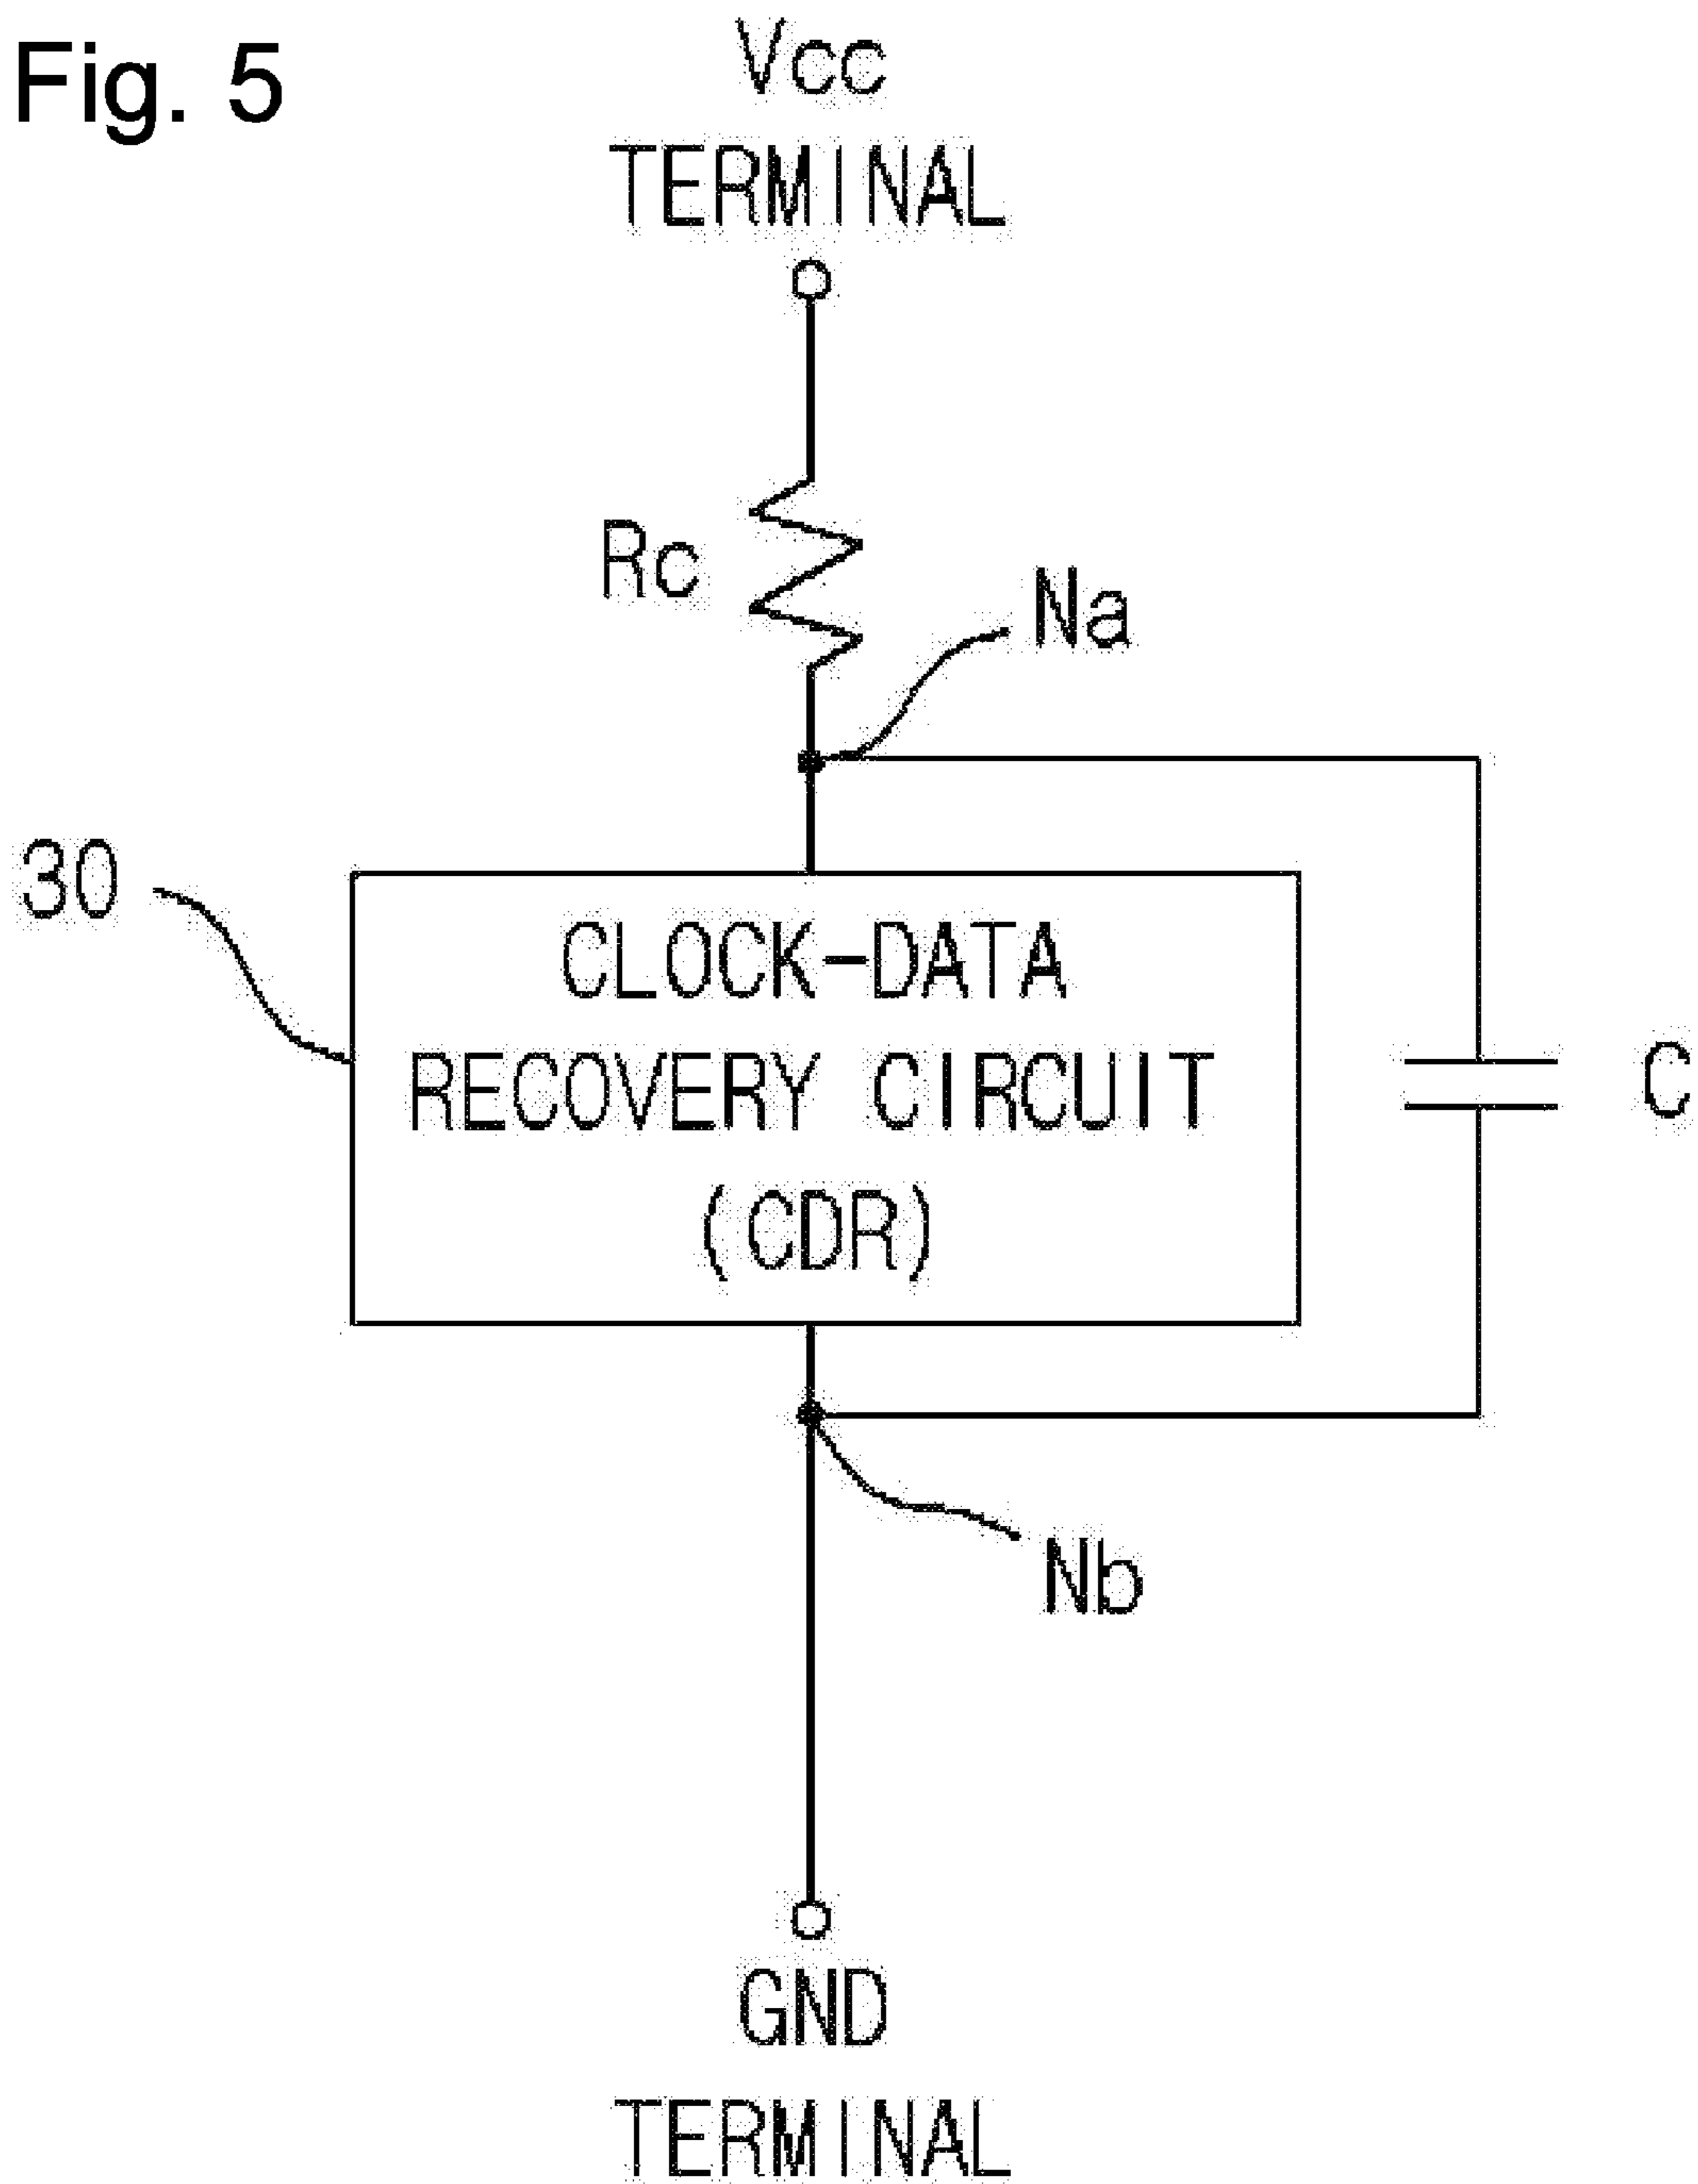 Fig. 5
Vcc
TERMINAL
Rc
Na
30
CLOCK-DATA
RECOVERY CIRCUIT
(CDR)
C
Nb
GND
TERMINAL